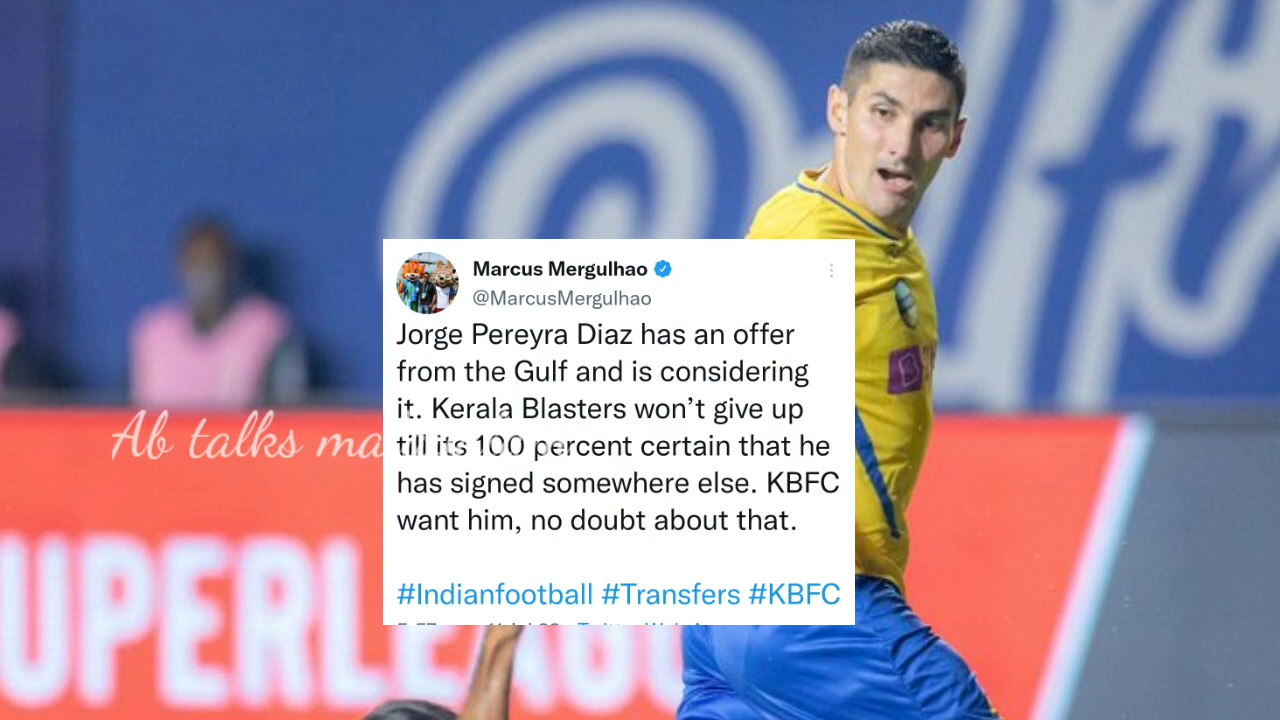 Marcus Mergulhao
@MarcusMergulhao
Jorge Pereyra Diaz has an offer
from the Gulf and is considering
it. Kerala Blasters won’t give up
till its 100 percent certain that he
has signed somewhere else. KBFC
want him, no doubt about that.
#Indianfootball #Transfers #KBFC
Ab talks
UPERLEAGU